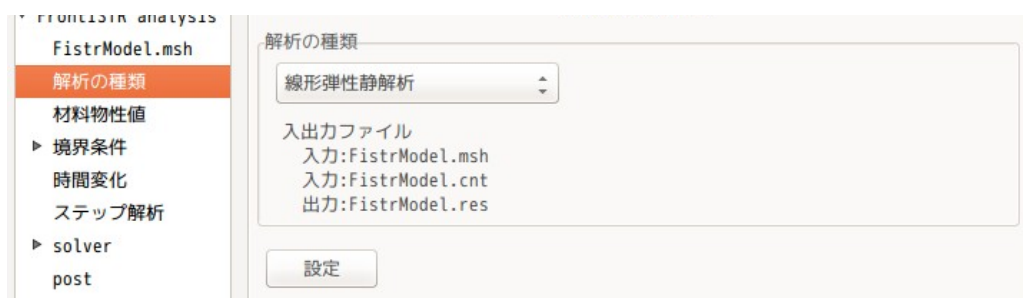 FrontISTR analysis
FistrModel.msh
解析の種類
材料物性値
境界条件
時間変化
ステップ解析
solver
post
解析の種類
線形弾性静解析
入出力ファイル
入力:FistrModel.msh
入力:FistrModel.cnt
出力:FistrModel.res
設定